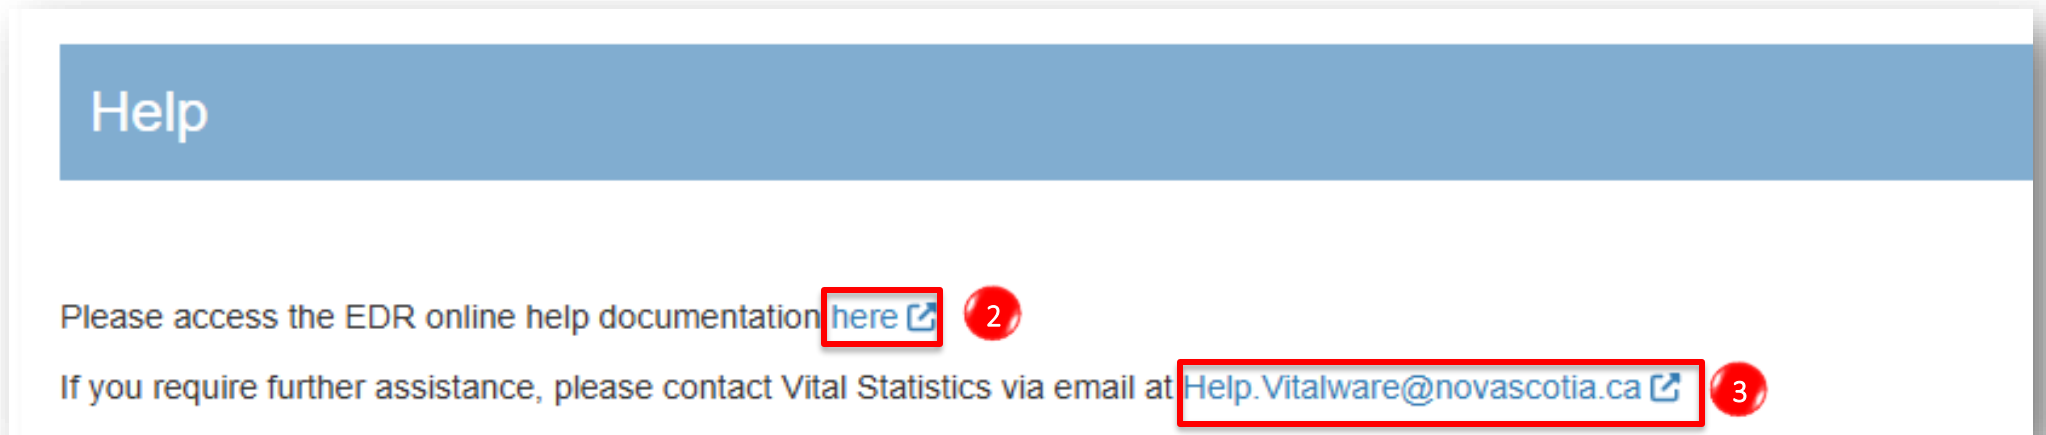 Help
Please access the EDR online help documentation here 2
If you require further assistance, please contact Vital Statistics via email at Help.Vitalware@novascotia.ca 3